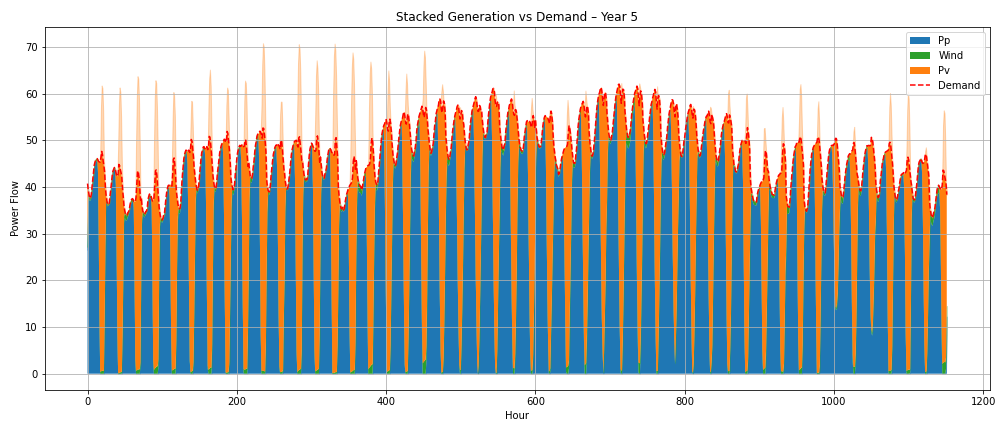 Stacked Generation vs Demand – Year 5
Pp
Wind
Pv
Demand
Power Flow
70
60
50
40
30
20
10
0
0 200 400 600 800 1000 1200
Hour